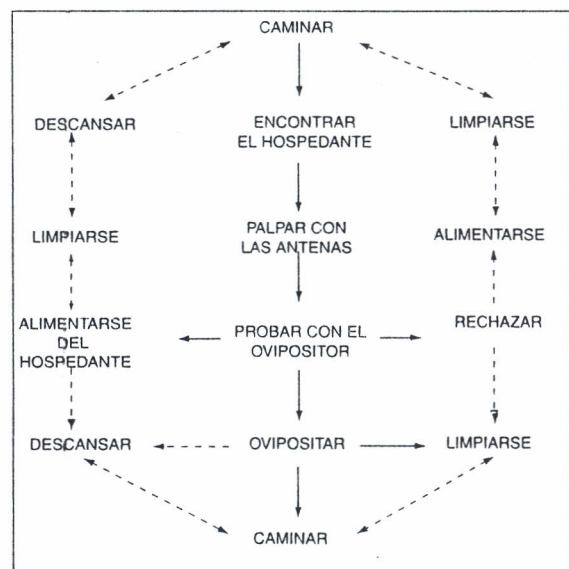 CAMINAR
DESCANSAR
ENCONTRAR
EL HOSPEDANTE
LIMPIARSE
LIMPIARSE
PALPAR CON
LAS ANTENAS
ALIMENTARSE
ALIMENTARSE
DEL
HOSPEDANTE
PROBAR CON EL
OVIPOSITOR
RECHAZAR
DESCANSAR
OVIPOSITAR
LIMPIARSE
CAMINAR